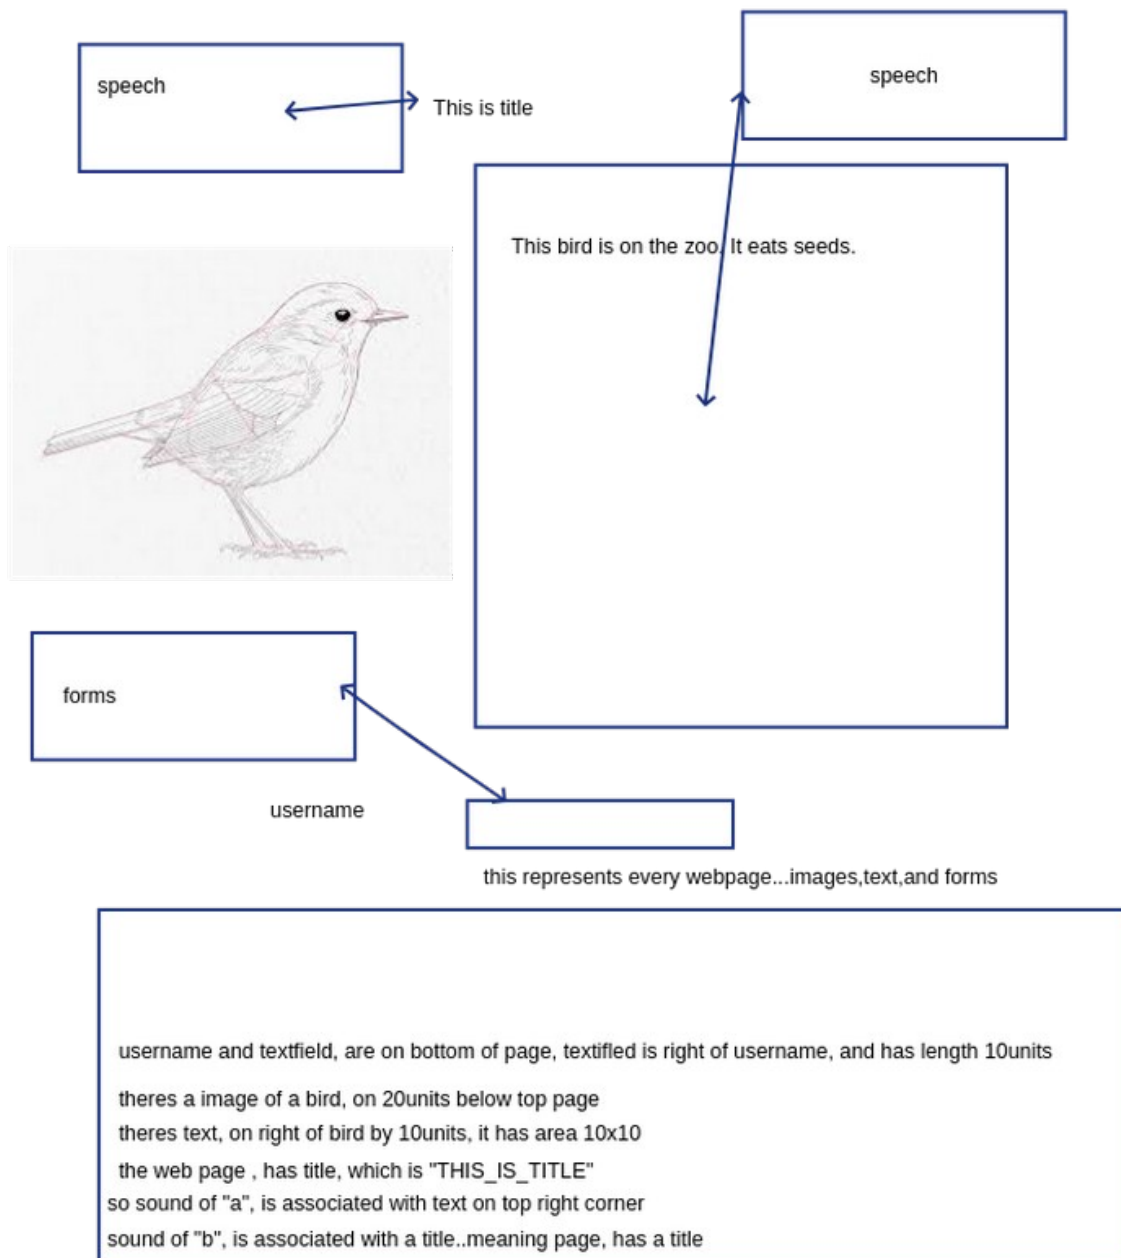 speech
This is title
speech
This bird is on the zoo. It eats seeds.
forms
username
this represents every webpage...images,text,and forms
username and textfield, are on bottom of page, textifled is right of username, and has length 10units
theres a image of a bird, on 20units below top page
theres text, on right of bird by 10units, it has area 10x10
the web page , has title, which is "THIS_IS_TITLE"
so sound of "a", is associated with text on top right corner
sound of "b", is associated with a title..meaning page, has a title